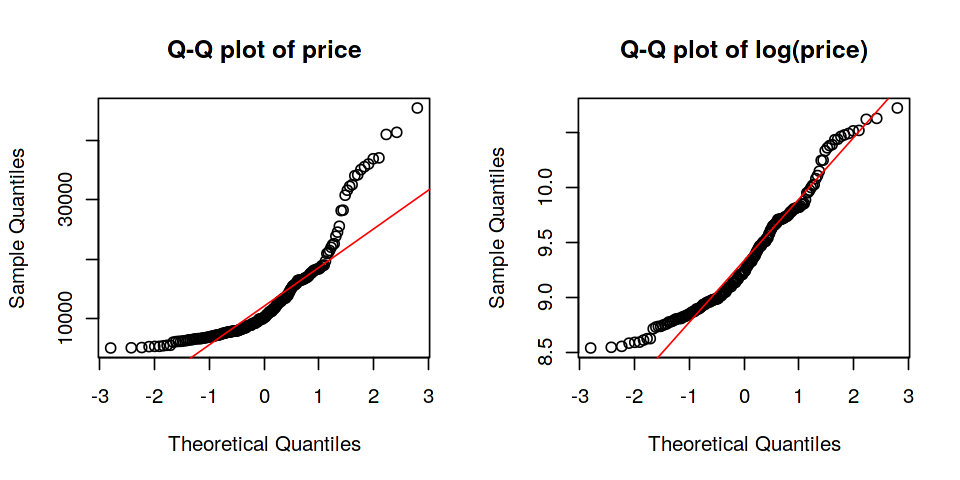 Q-Q plot of price
Sample Quantiles
10000
30000
-3 -2 -1 0 1 2 3
Theoretical Quantiles
Q-Q plot of log(price)
Sample Quantiles
8.5 9.0 9.5 10.0
-3 -2 -1 0 1 2 3
Theoretical Quantiles